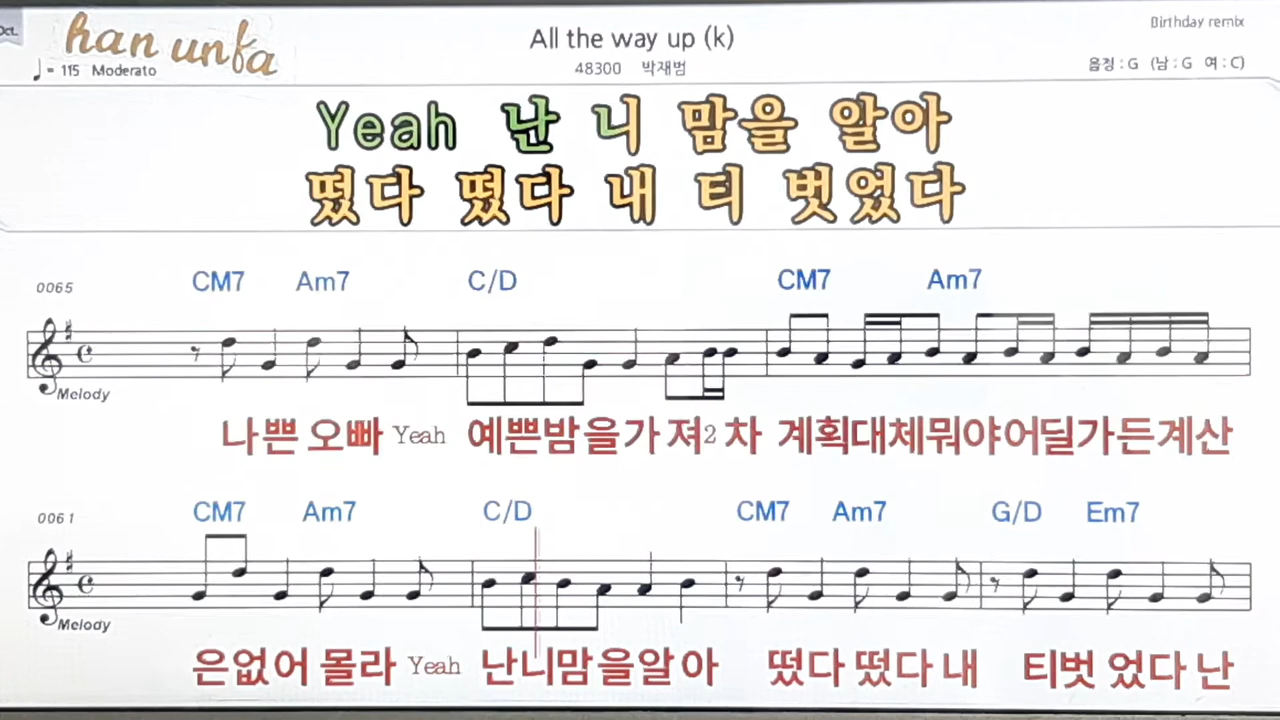 Oct.
han unfa
♩ = 115 Moderato
All the way up (k)
48300 박재범
Birthday remix
음정 : G (남 : G 여 : C)
Yeah 난 니 맘을 알아
떴다 떴다 내 티 벗었다
0065 CM7 Am7 C/D CM7 Am7
Melody
나쁜 오빠 Yeah 예쁜밤을가져2 차 계획대체뭐야어딜가든계산
0061 CM7 Am7 C/D CM7 Am7 G/D Em7
Melody
은없어 몰라 Yeah 난니맘을알아 떴다 떴다 내 티벗 었다 난